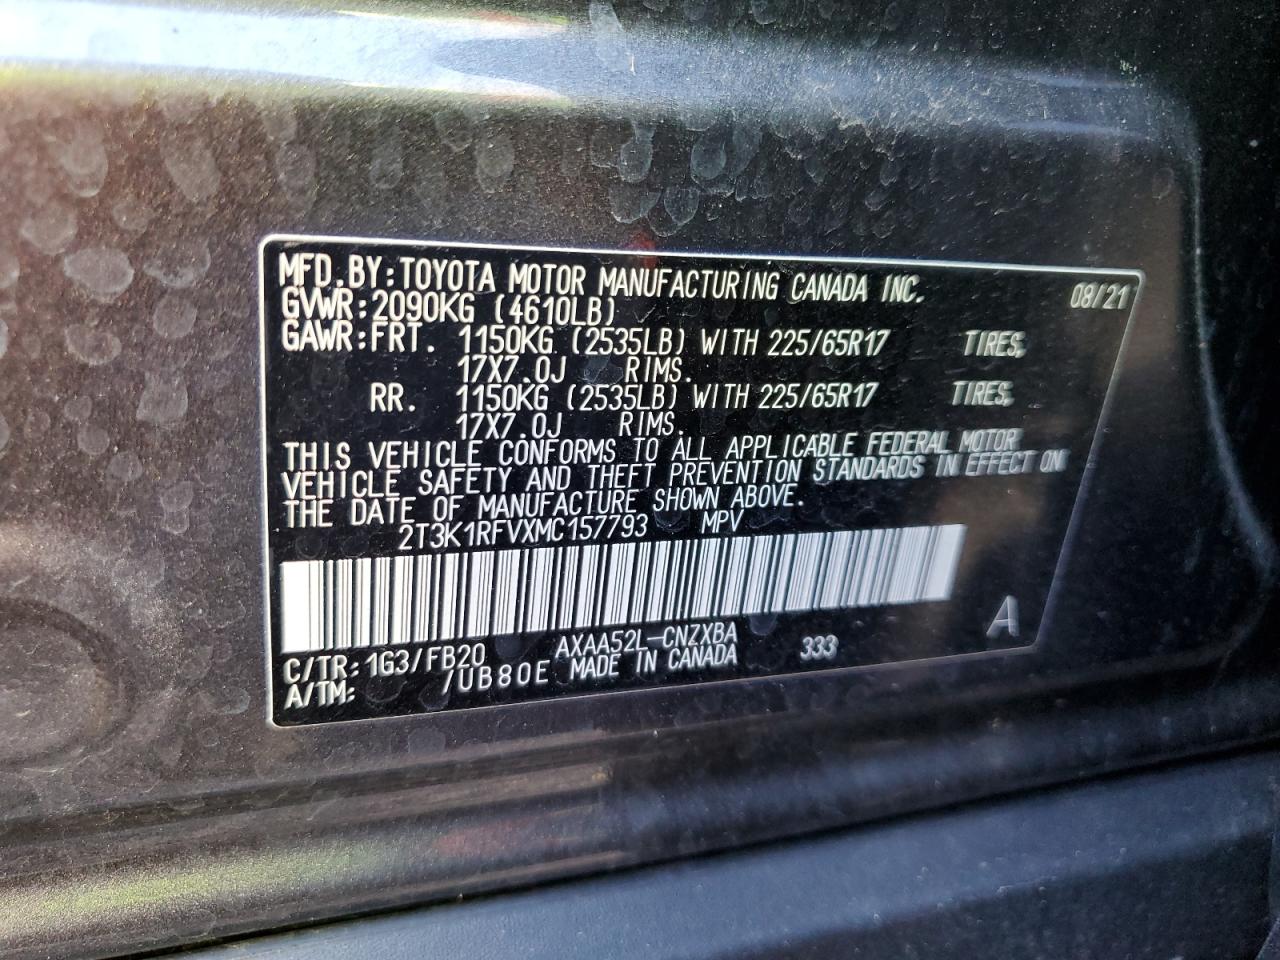 MFD.BY:TOYOTA MOTOR MANUFACTURING CANADA INC. 08/21
GVWR:2090KG (4610LB)
GAWR:FRT. 1150KG (2535LB) WITH 225/65R17 TIRES,
17X7.0J RIMS.
RR. 1150KG (2535LB) WITH 225/65R17 TIRES,
17X7.0J RIMS.
THIS VEHICLE CONFORMS TO ALL APPLICABLE FEDERAL MOTOR
VEHICLE SAFETY AND THEFT PREVENTION STANDARDS IN EFFECT ON
THE DATE OF MANUFACTURE SHOWN ABOVE.
2T3K1RFVXMC157793 MPV
A
C/TR:1G3/FB20 AXAA52L-CNZXBA 333
A/TM: /UB80E MADE IN CANADA